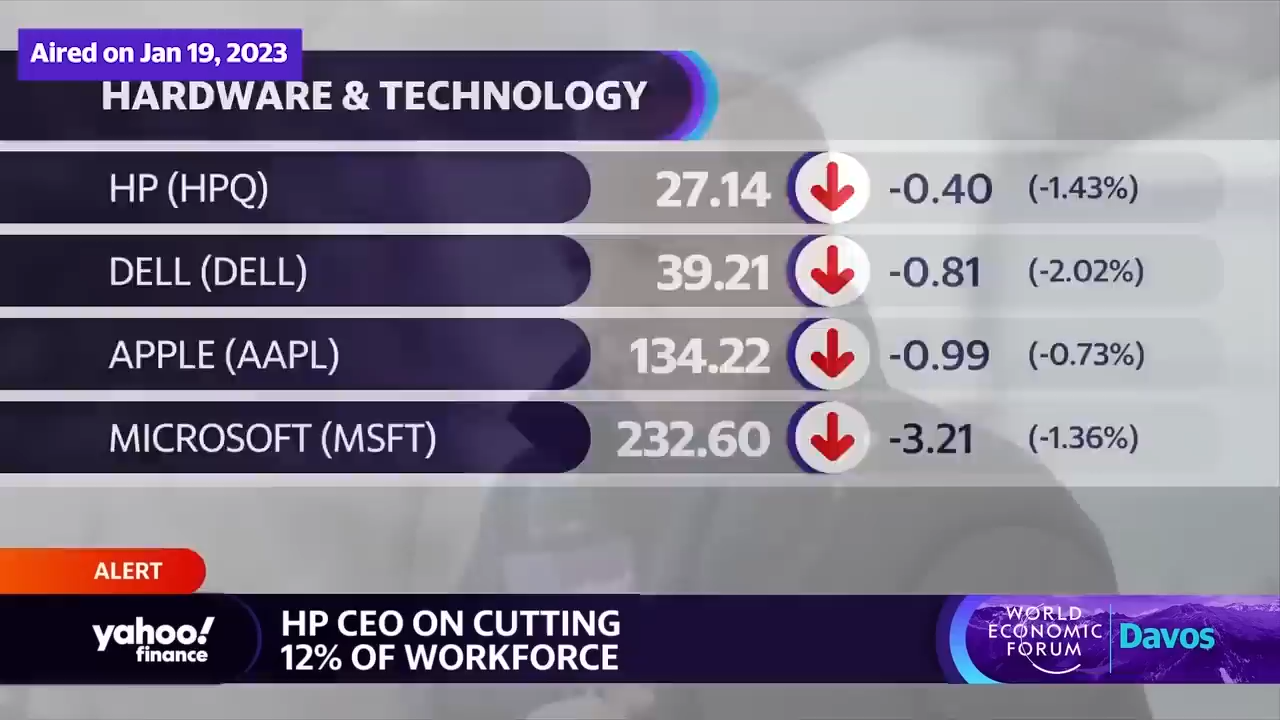 Aired on Jan 19, 2023
HARDWARE & TECHNOLOGY
HP (HPQ) 27.14 -0.40 (-1.43%)
DELL (DELL) 39.21 -0.81 (-2.02%)
APPLE (AAPL) 134.22 -0.99 (-0.73%)
MICROSOFT (MSFT) 232.60 -3.21 (-1.36%)
ALERT
yahoo!
finance
HP CEO ON CUTTING
12% OF WORKFORCE
WORLD
ECONOMIC
FORUM
Davos